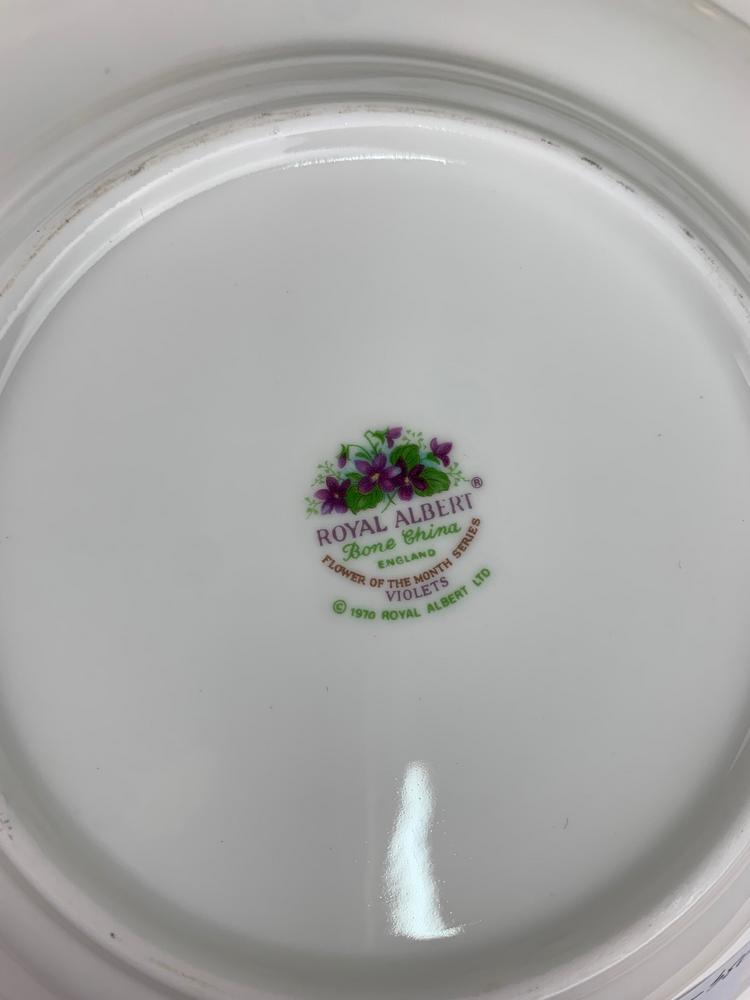 ROYAL ALBERT ®
Bone China
ENGLAND
FLOWER OF THE MONTH SERIES
VIOLETS
© 1970 ROYAL ALBERT LTD